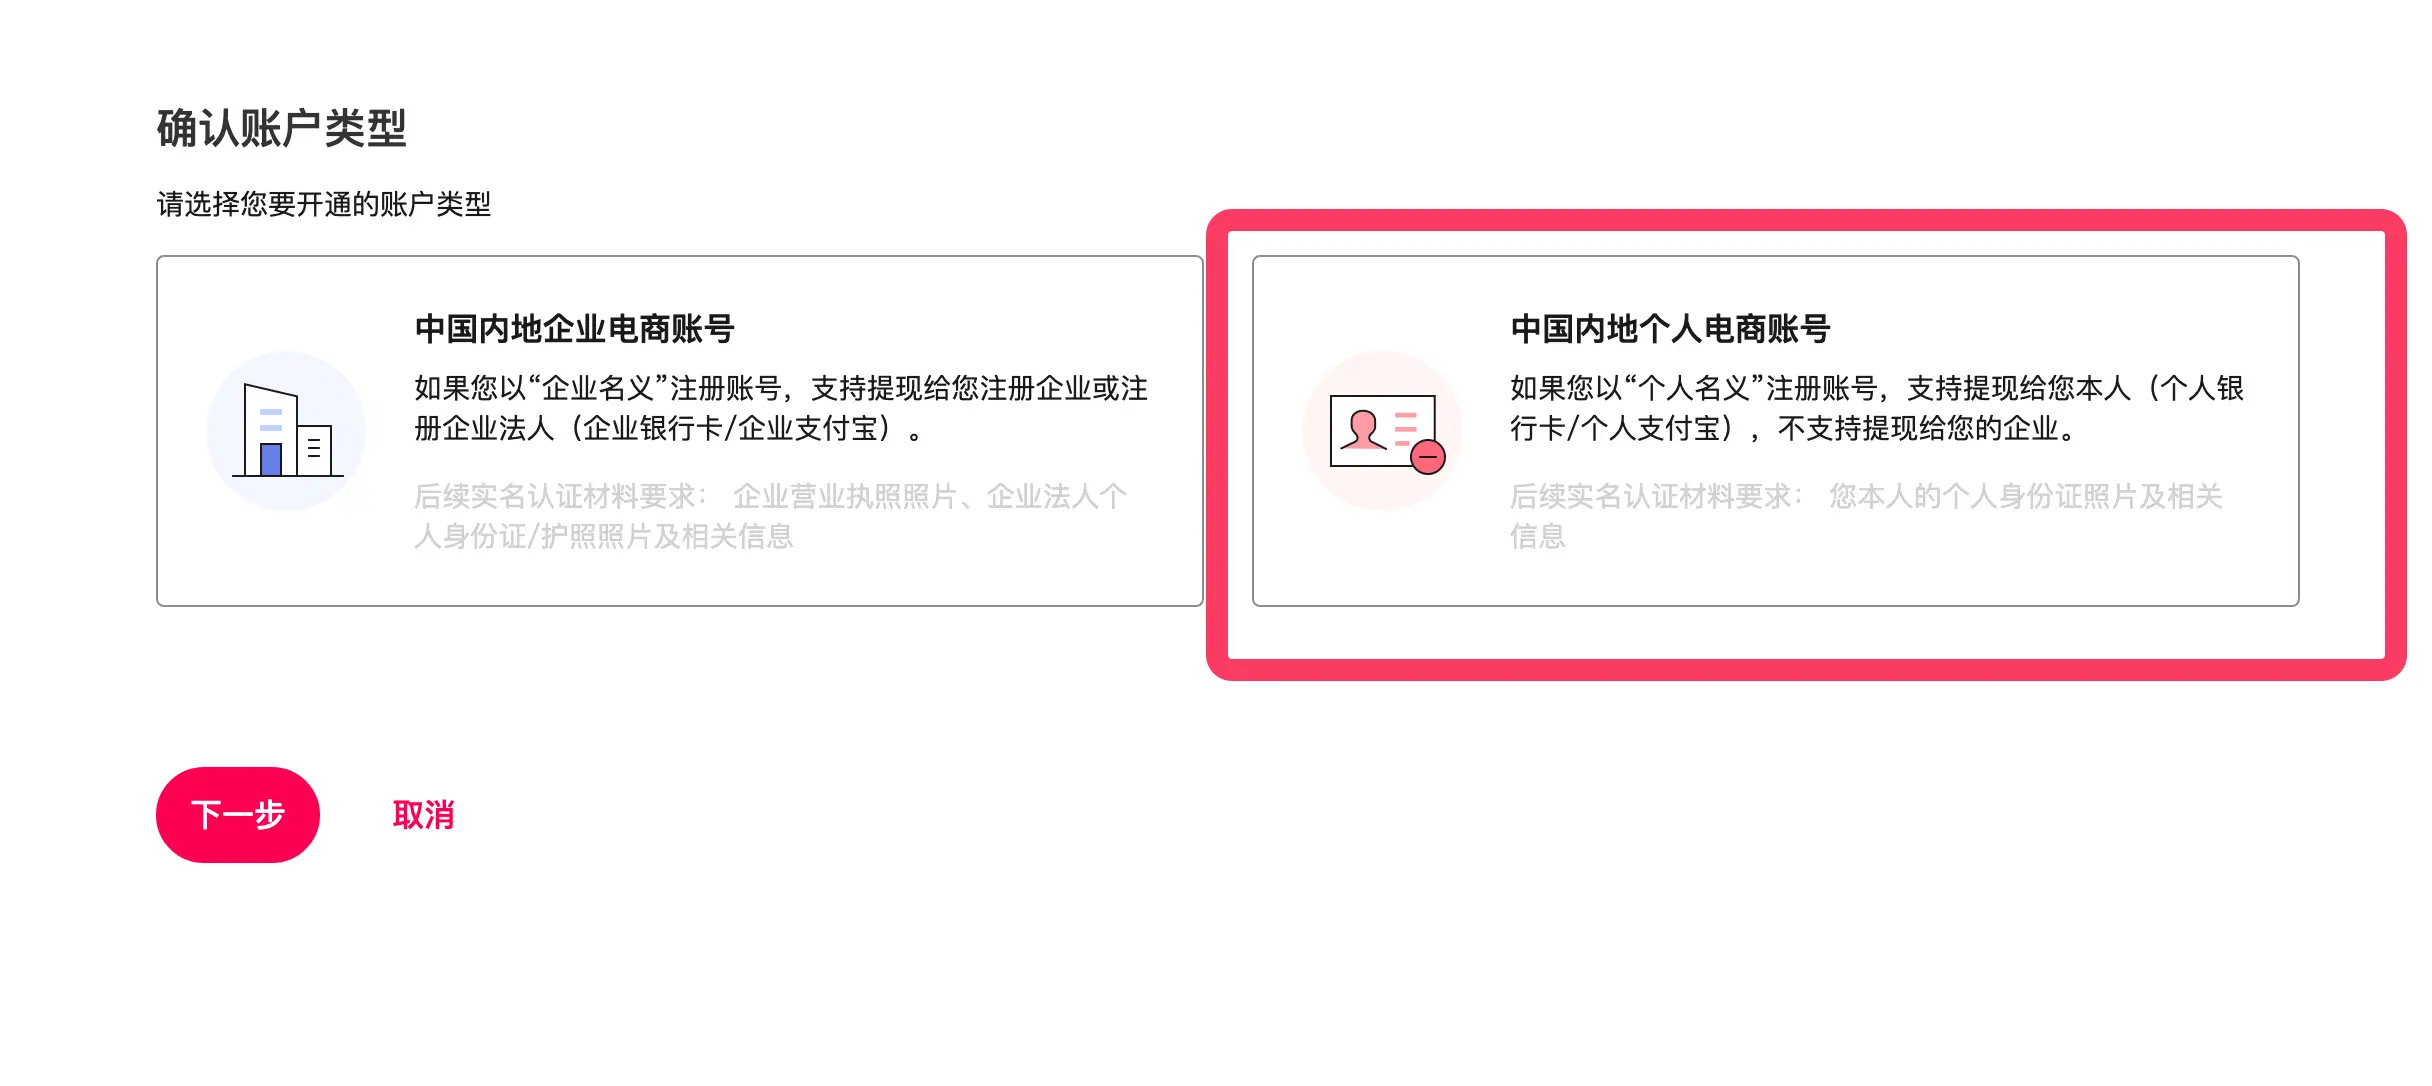 确认账户类型
请选择您要开通的账户类型
中国内地企业电商账号
如果您以“企业名义”注册账号，支持提现给您注册企业或注
册企业法人（企业银行卡/企业支付宝）。
后续实名认证材料要求： 企业营业执照照片、企业法人个
人身份证/护照照片及相关信息
中国内地个人电商账号
如果您以“个人名义”注册账号，支持提现给您本人（个人银
行卡/个人支付宝），不支持提现给您的企业。
后续实名认证材料要求： 您本人的个人身份证照片及相关
信息
下一步
取消